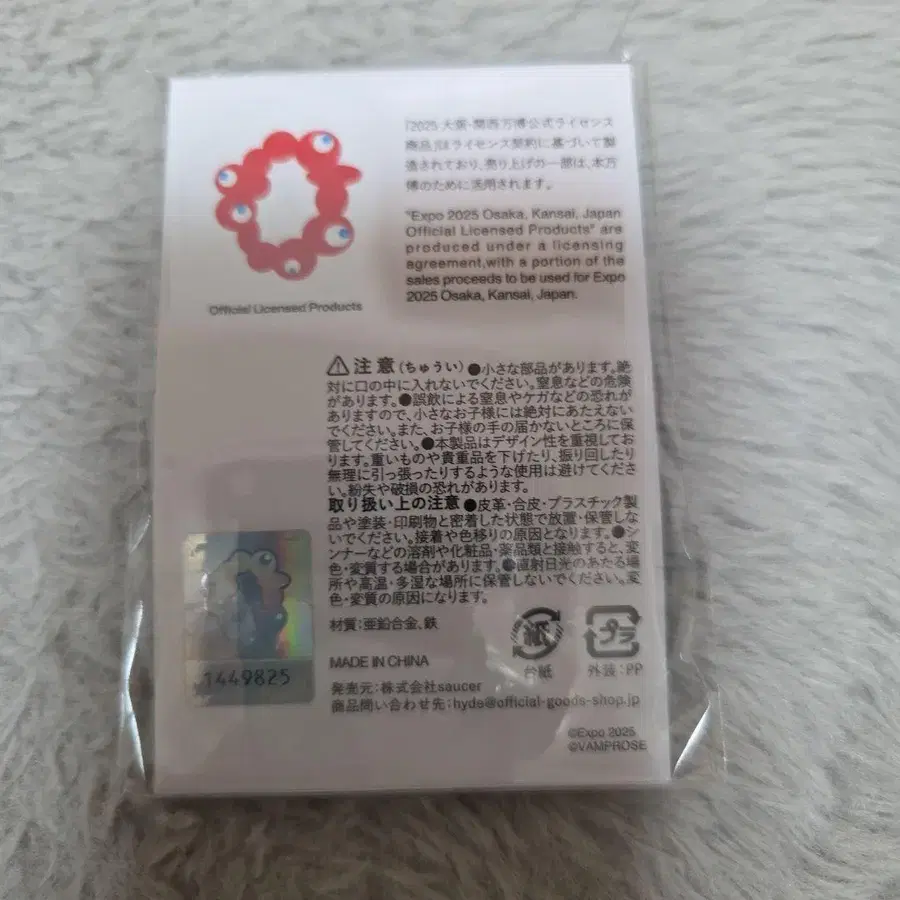 「2025 大阪・関西万博公式ライセンス
商品」はライセンス契約に基づいて製
造されており、売り上げの一部は、本万
博のために活用されます。
"Expo 2025 Osaka, Kansai, Japan
Official Licensed Products" are
produced under a licensing
agreement,with a portion of the
sales proceeds to be used for Expo
2025 Osaka, Kansai, Japan.
Official Licensed Products
注意(ちゅうい)●小さな部品があります。絶
対に口の中に入れないでください。窒息などの危険
があります。●誤飲による窒息やケガなどの恐れが
ありますので、小さなお子様には絶対にあたえない
でください。また、お子様の手の届かないところに保
管してください。●本製品はデザイン性を重視してお
ります。重いものや貴重品を下げたり、振り回したり
無理に引っ張ったりするような使用は避けてくださ
い。紛失や破損の恐れがあります。
取り扱い上の注意●皮革・合皮・プラスチック製
品や塗装・印刷物と密着した状態で放置・保管しな
いでください。接着や色移りの原因となります。●シ
ンナーなどの溶剤や化粧品・薬品類と接触すると、変
色・変質する場合があります。●直射日光のあたる場
所や高温・多湿な場所に保管しないでください。変
色・変質の原因になります。
材質：亜鉛合金、鉄
紙
台紙
プラ
外装：PP
1449825
MADE IN CHINA
発売元：株式会社saucer
商品問い合わせ先：hyde@official-goods-shop.jp
©Expo 2025
©VAMPROSE